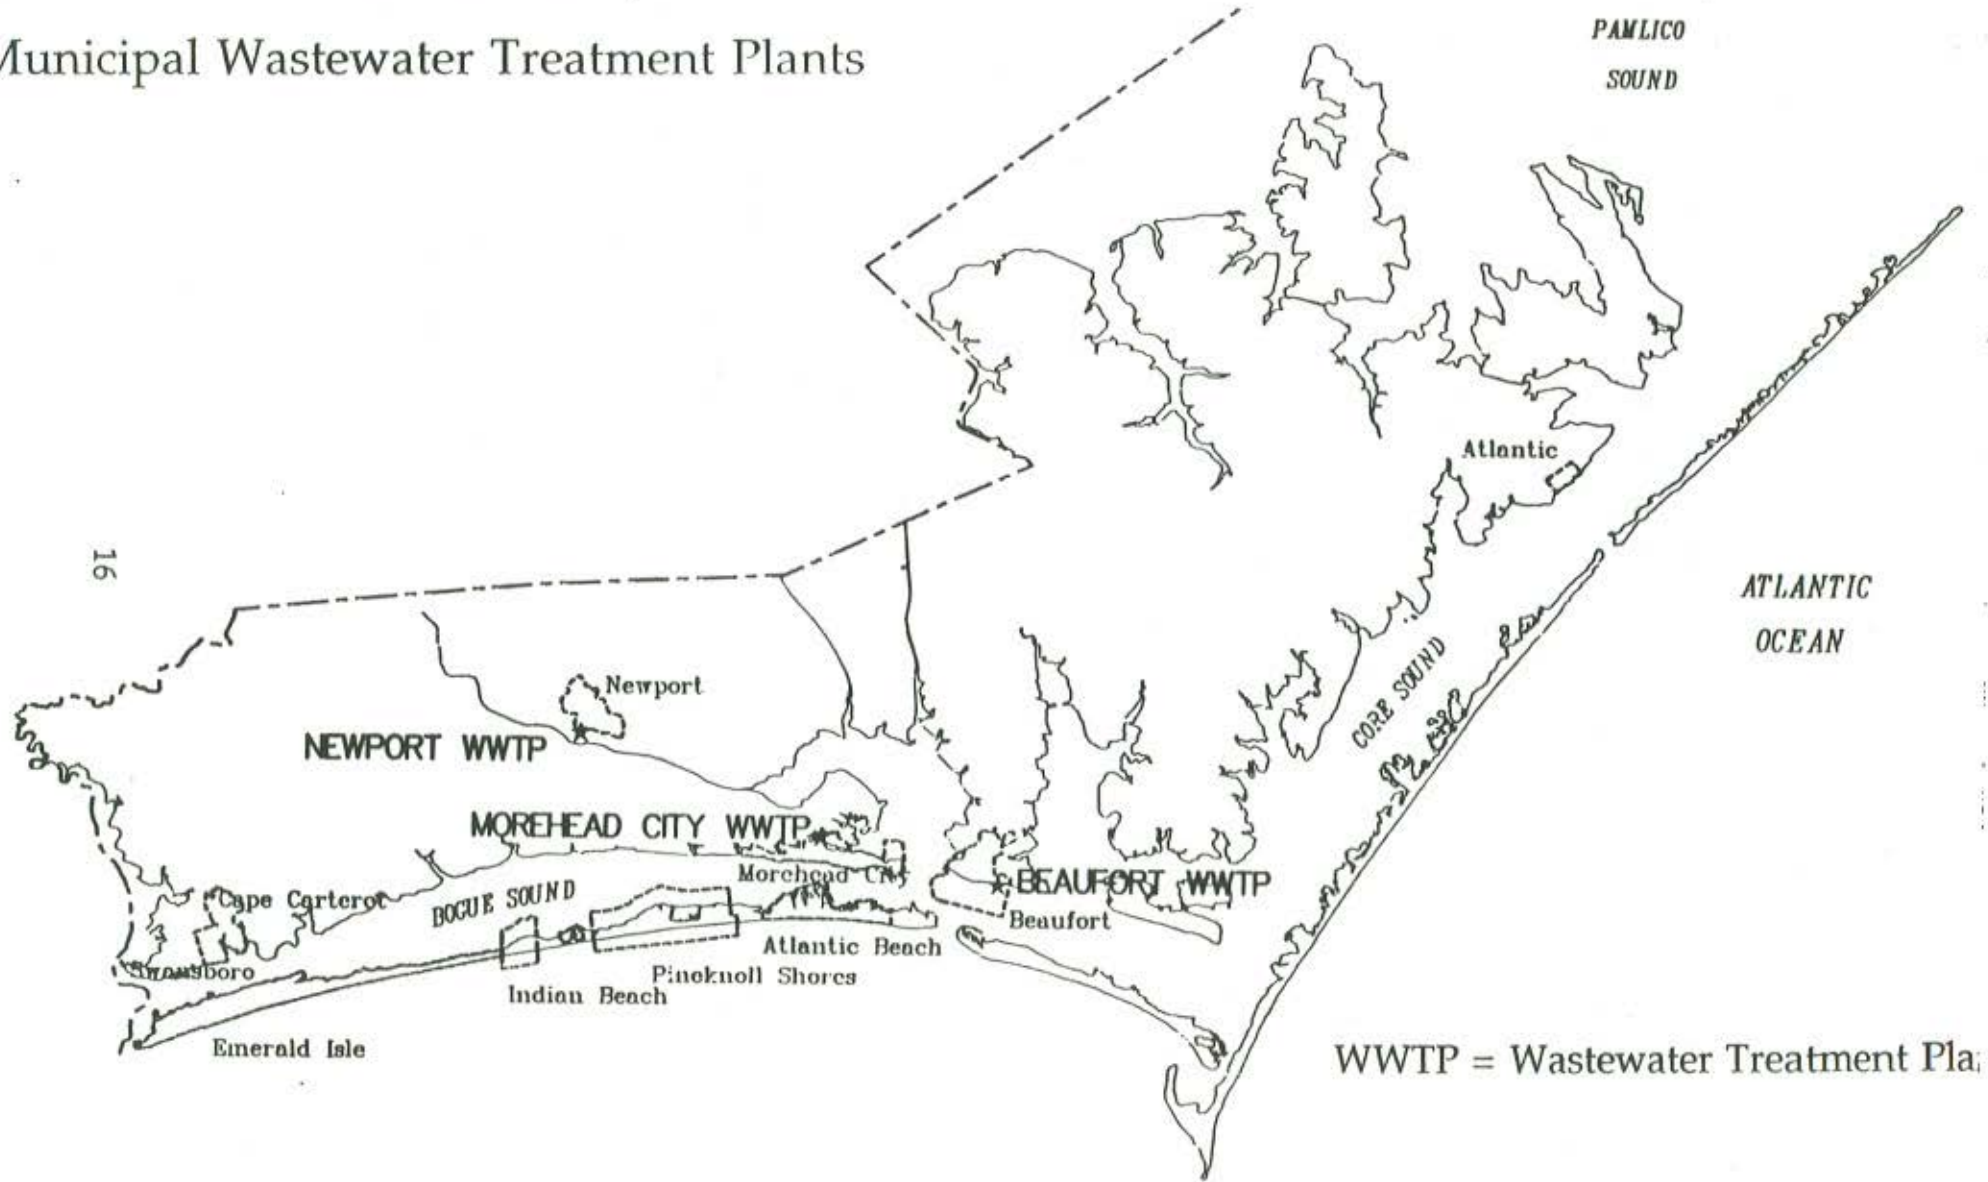 Municipal Wastewater Treatment Plants
PAMLICO
SOUND
Atlantic
16
ATLANTIC
OCEAN
Newport
CORE SOUND
NEWPORT WWTP
MOREHEAD CITY WWTP
Morehead City
BEAUFORT WWTP
Cape Carteret
BOGUE SOUND
Beaufort
Atlantic Beach
Swansboro
Pineknoll Shores
Indian Beach
Emerald Isle
WWTP = Wastewater Treatment Pla